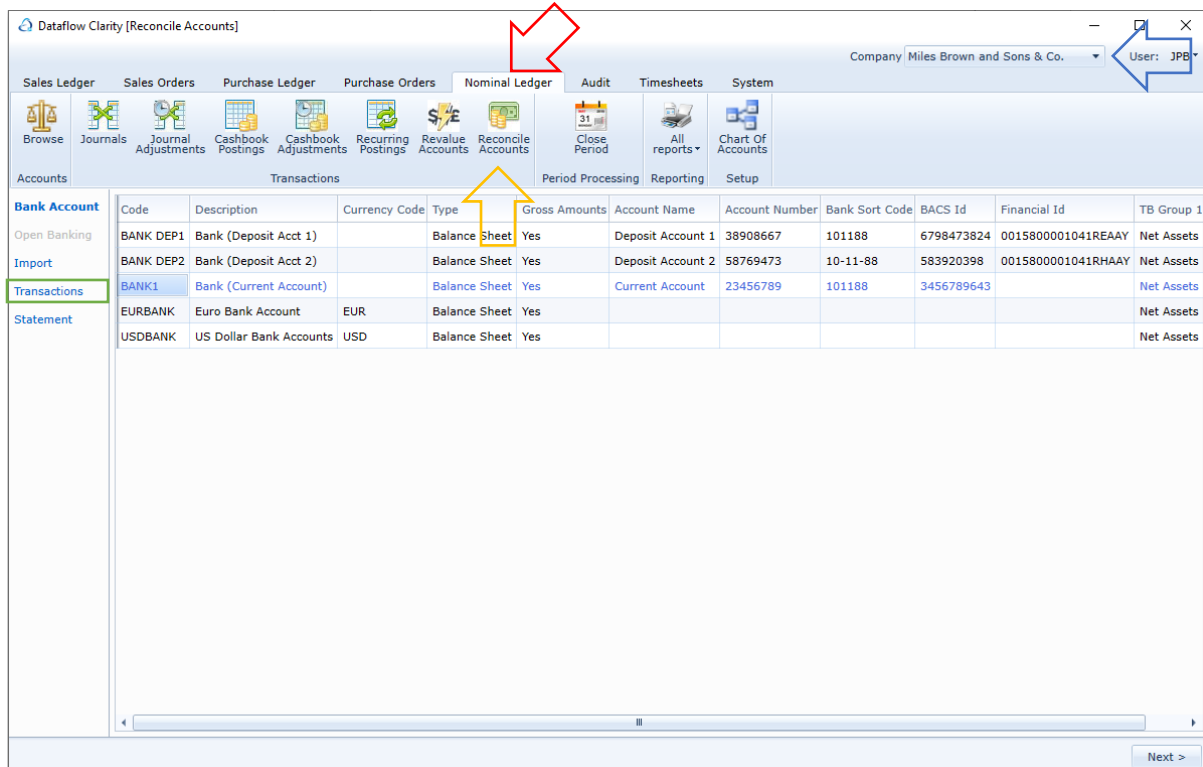 Dataflow Clarity [Reconcile Accounts]
Company Miles Brown and Sons & Co. User: JPB
Sales Ledger Sales Orders Purchase Ledger Purchase Orders Nominal Ledger Audit Timesheets System
Browse Journals Journal Adjustments Cashbook Postings Cashbook Adjustments Recurring Postings Revalue Accounts Reconcile Accounts 31 Close Period All reports Chart Of Accounts
Accounts Transactions Period Processing Reporting Setup
Bank Account
Open Banking
Import
Transactions
Statement
Code Description Currency Code Type Gross Amounts Account Name Account Number Bank Sort Code BACS Id Financial Id TB Group 1
BANK DEP1 Bank (Deposit Acct 1) Balance Sheet Yes Deposit Account 1 38908667 101188 6798473824 0015800001041REAAY Net Assets
BANK DEP2 Bank (Deposit Acct 2) Balance Sheet Yes Deposit Account 2 58769473 10-11-88 583920398 0015800001041RHAAY Net Assets
BANK1 Bank (Current Account) Balance Sheet Yes Current Account 23456789 101188 3456789643 Net Assets
EURBANK Euro Bank Account EUR Balance Sheet Yes Net Assets
USDBANK US Dollar Bank Accounts USD Balance Sheet Yes Net Assets
Next >